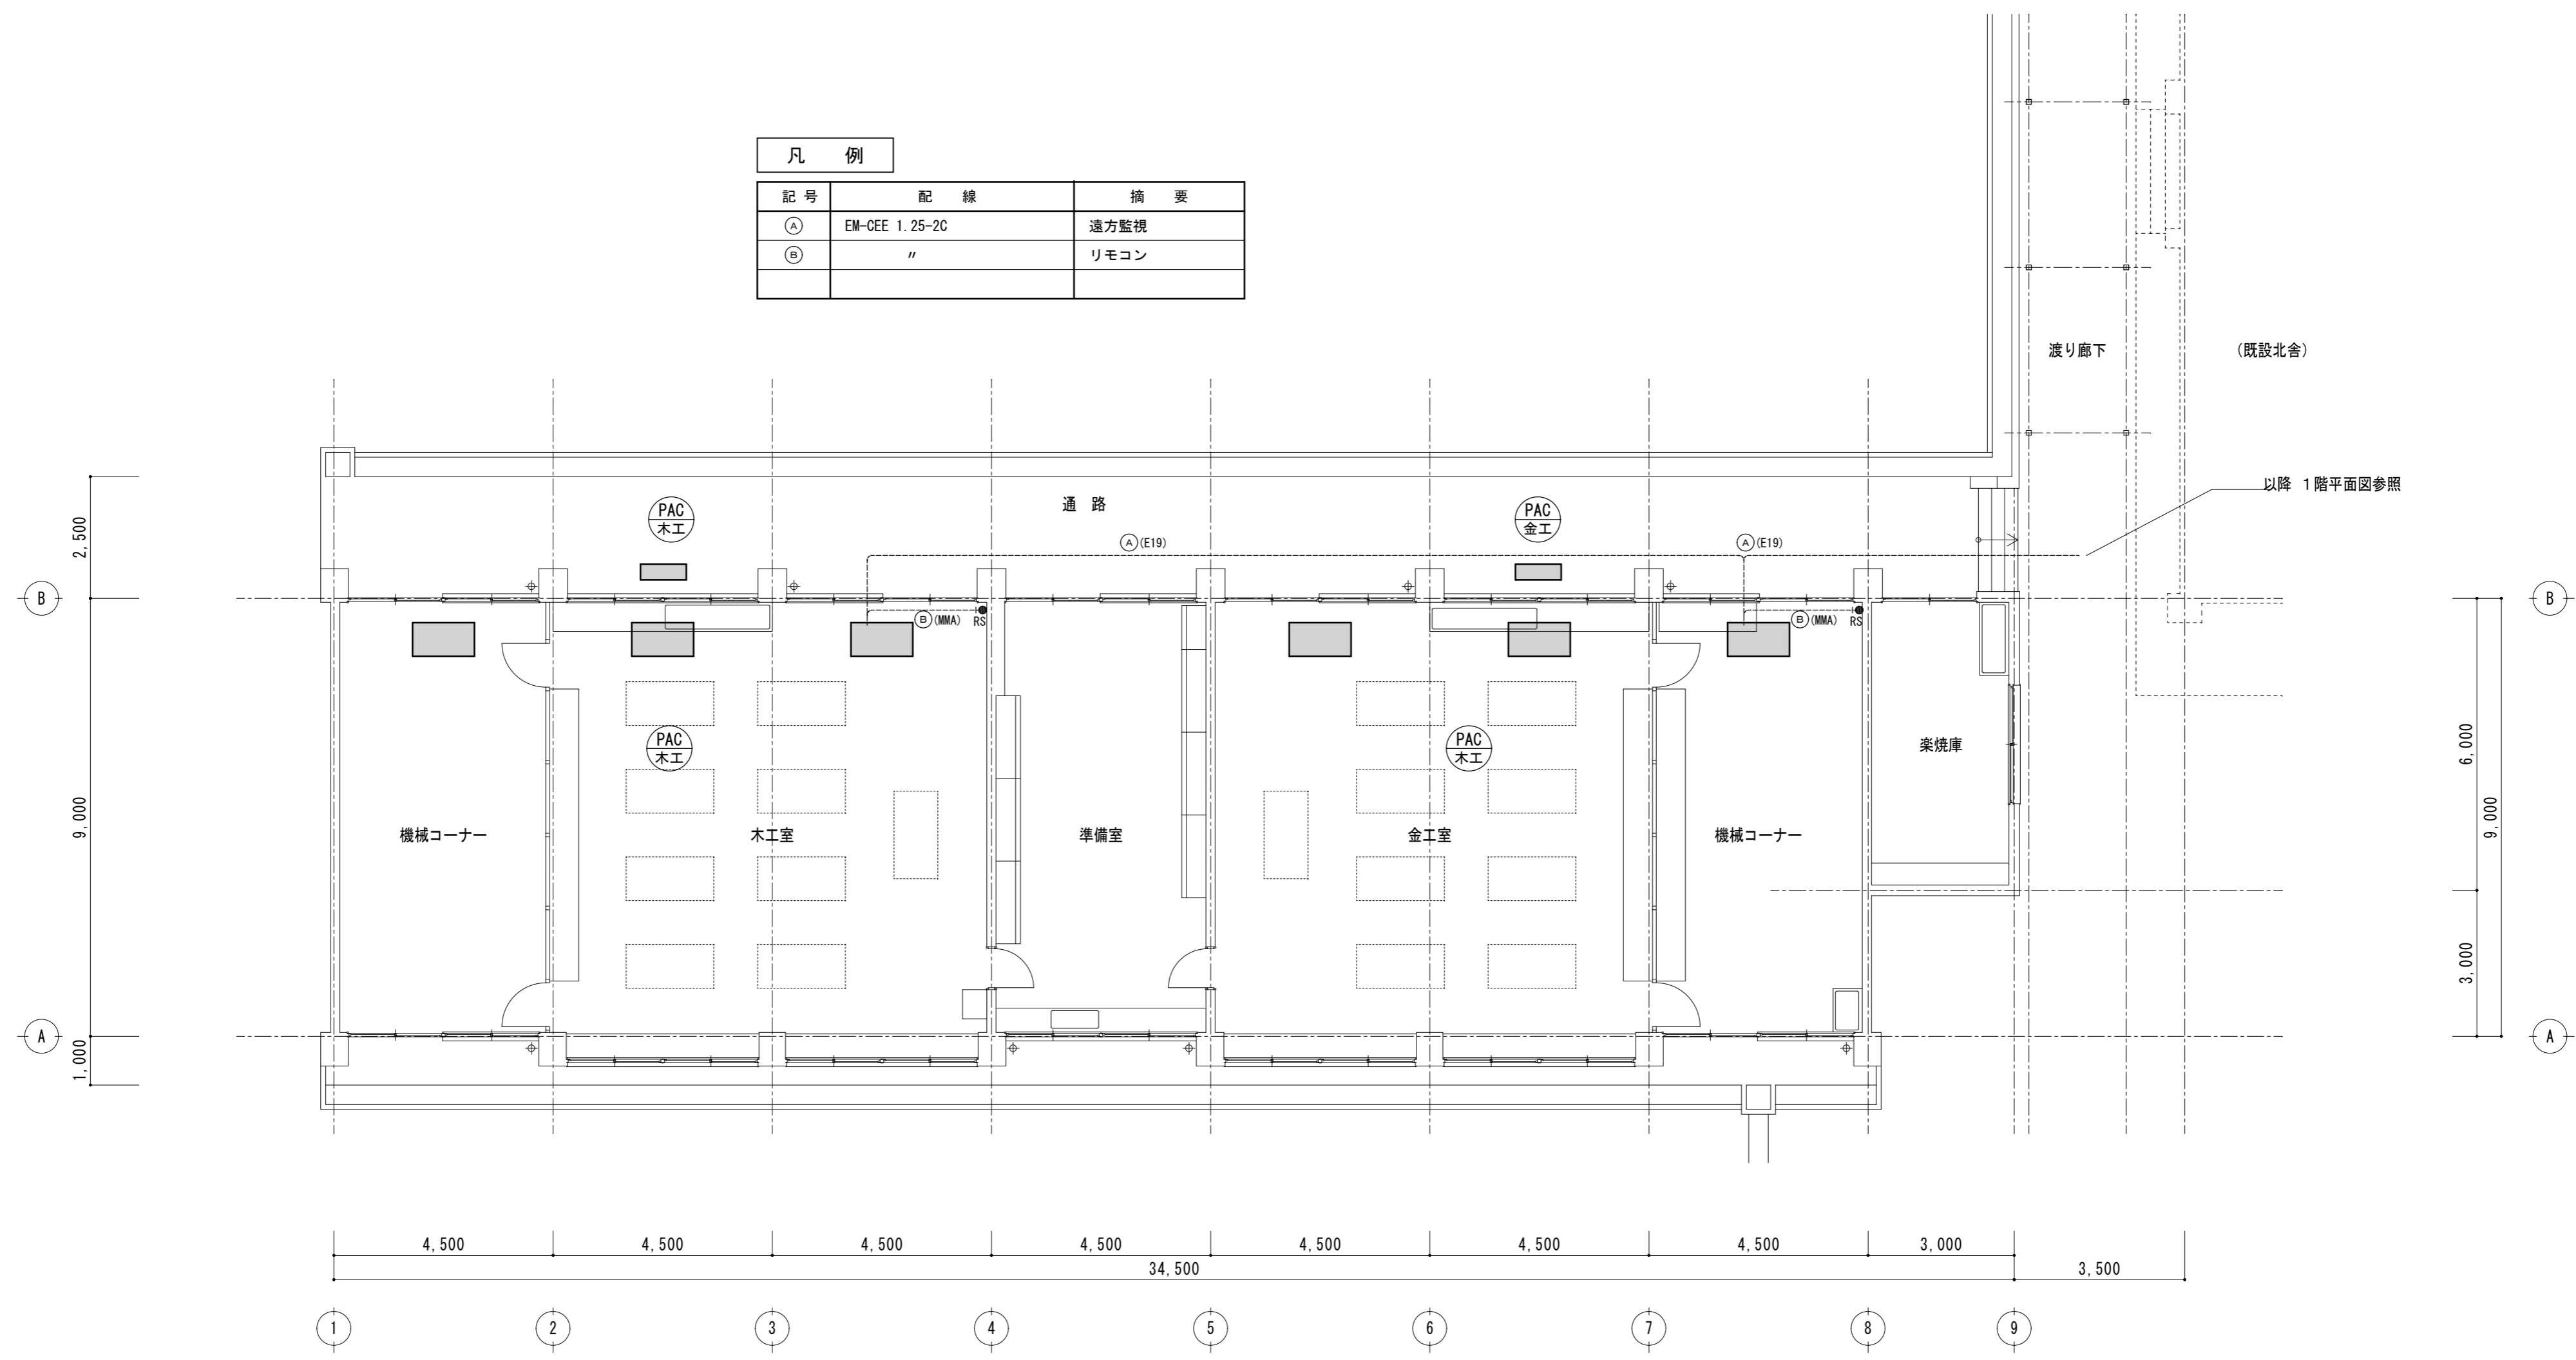 凡 例
記 号 配 線 摘 要
A EM-CEE 1.25-2C 遠方監視
B 〃 リモコン
渡り廊下
(既設北舎)
以降 1階平面図参照
通 路
PAC
木工
PAC
金工
A (E19)
A (E19)
2,500
B
B
B (MMA)
RS
B (MMA)
RS
PAC
木工
PAC
木工
楽焼庫
6,000
9,000
9,000
機械コーナー
木工室
準備室
金工室
機械コーナー
3,000
A
A
1,000
4,500
4,500
4,500
4,500
4,500
4,500
4,500
3,000
34,500
3,500
1
2
3
4
5
6
7
8
9